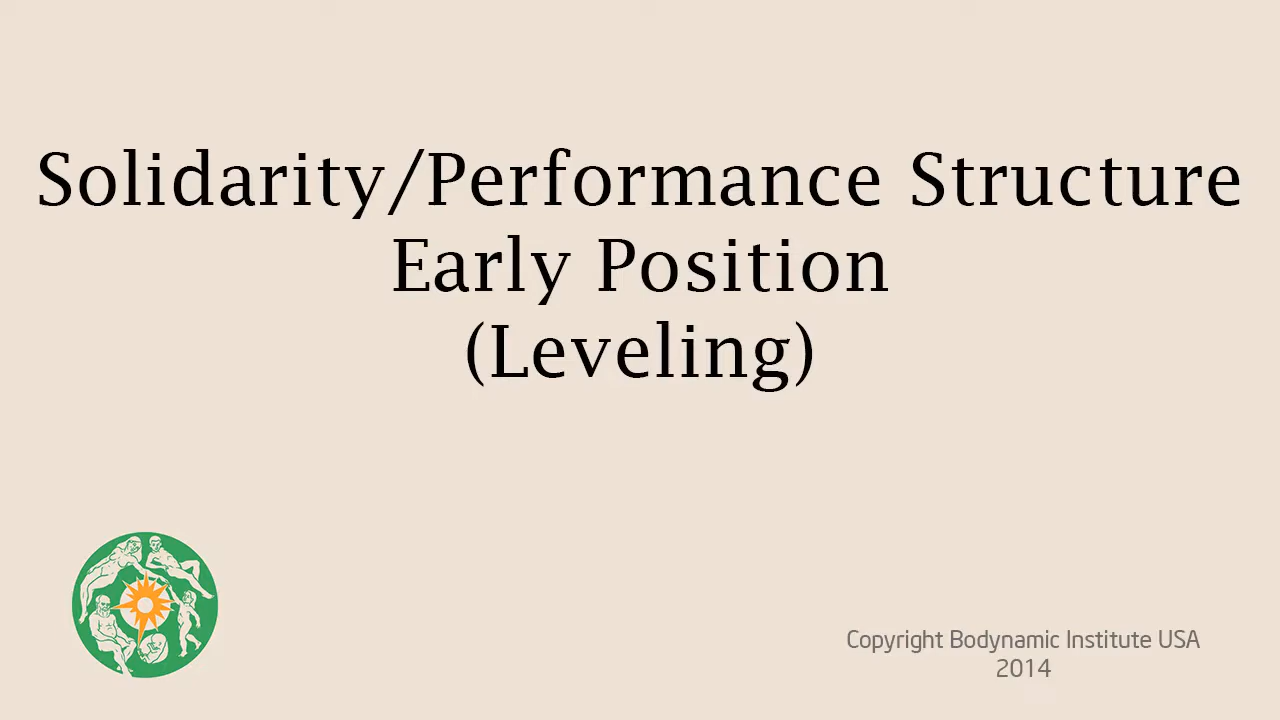 Solidarity/Performance Structure
Early Position
(Leveling)
Copyright Bodynamic Institute USA
2014